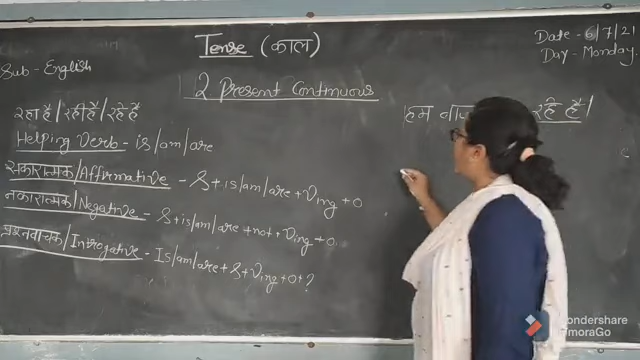 Date - 6/7/21
Day - Monday.
Sub - English
Tense (काल)
2 Present Continuous
रहा है/रही है/रहे हैं
Helping Verb - is/am/are
सकारात्मक/Affirmative - S+is/am/are+Ving+O
नकारात्मक/Negative - S+is/am/are+not+Ving+O.
प्रश्नवाचक/Introgative - Is/am/are+S+Ving+O+?
हम रहे हैं।
Wondershare
FilmoraGo